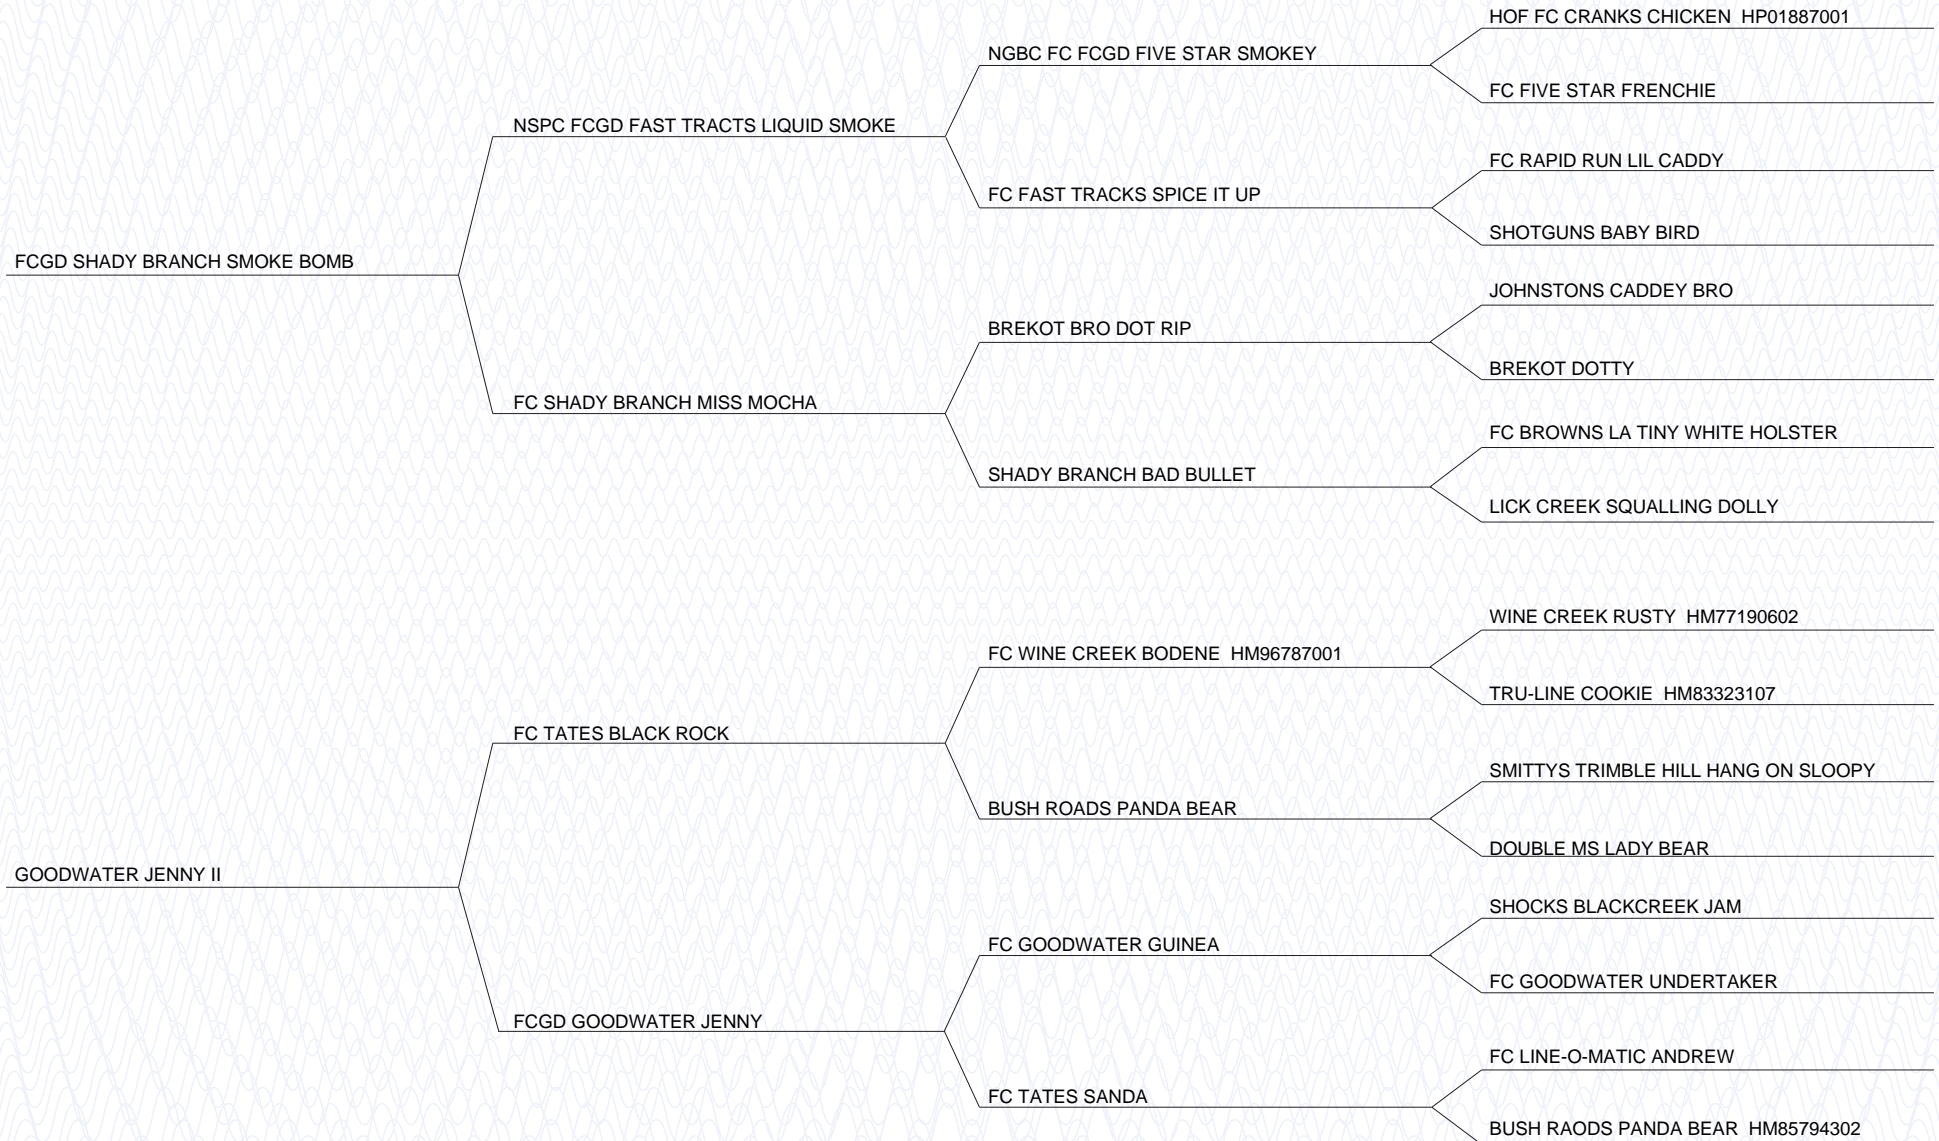 HOF FC CRANKS CHICKEN  HP01887001
NGBC FC FCGD FIVE STAR SMOKEY
FC FIVE STAR FRENCHIE
NSPC FCGD FAST TRACTS LIQUID SMOKE
FC RAPID RUN LIL CADDY
FC FAST TRACKS SPICE IT UP
SHOTGUNS BABY BIRD
FCGD SHADY BRANCH SMOKE BOMB
JOHNSTONS CADDEY BRO
BREKOT BRO DOT RIP
BREKOT DOTTY
FC SHADY BRANCH MISS MOCHA
FC BROWNS LA TINY WHITE HOLSTER
SHADY BRANCH BAD BULLET
LICK CREEK SQUALLING DOLLY
WINE CREEK RUSTY  HM77190602
FC WINE CREEK BODENE  HM96787001
TRU-LINE COOKIE  HM83323107
FC TATES BLACK ROCK
SMITTYS TRIMBLE HILL HANG ON SLOOPY
BUSH ROADS PANDA BEAR
DOUBLE MS LADY BEAR
GOODWATER JENNY II
SHOCKS BLACKCREEK JAM
FC GOODWATER GUINEA
FC GOODWATER UNDERTAKER
FCGD GOODWATER JENNY
FC LINE-O-MATIC ANDREW
FC TATES SANDA
BUSH RAODS PANDA BEAR  HM85794302